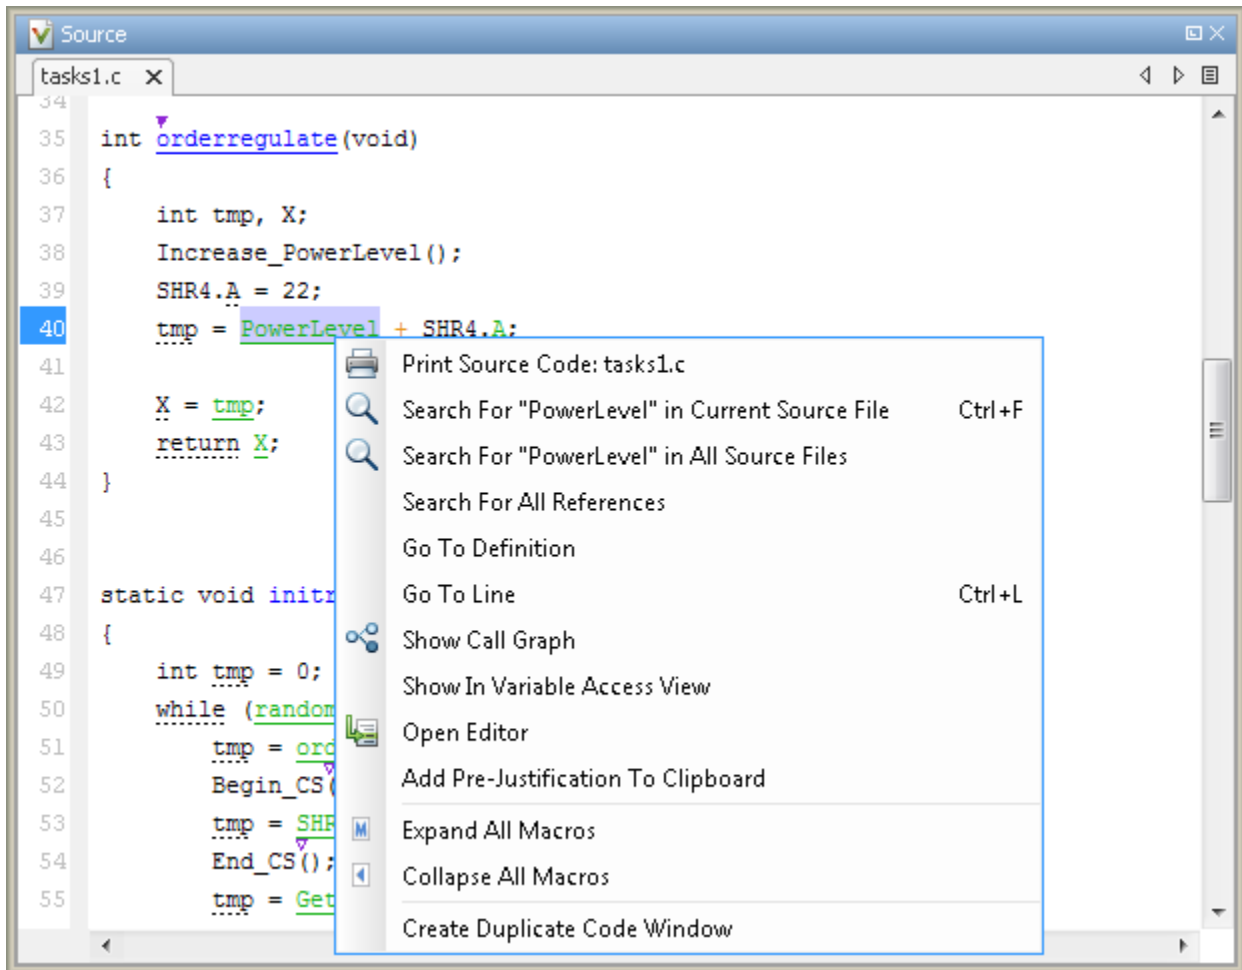 Source
tasks1.c
34
35 int orderregulate(void)
36 {
37 int tmp, X;
38 Increase_PowerLevel();
39 SHR4.A = 22;
40 tmp = PowerLevel + SHR4.A;
41
42 X = tmp;
43 return X;
44 }
45
46
47 static void initr
48 {
49 int tmp = 0;
50 while (random
51 tmp = ord
52 Begin_CS(
53 tmp = SHR
54 End_CS();
55 tmp = Get
Print Source Code: tasks1.c
Search For "PowerLevel" in Current Source File Ctrl+F
Search For "PowerLevel" in All Source Files
Search For All References
Go To Definition
Go To Line Ctrl+L
Show Call Graph
Show In Variable Access View
Open Editor
Add Pre-Justification To Clipboard
M Expand All Macros
Collapse All Macros
Create Duplicate Code Window